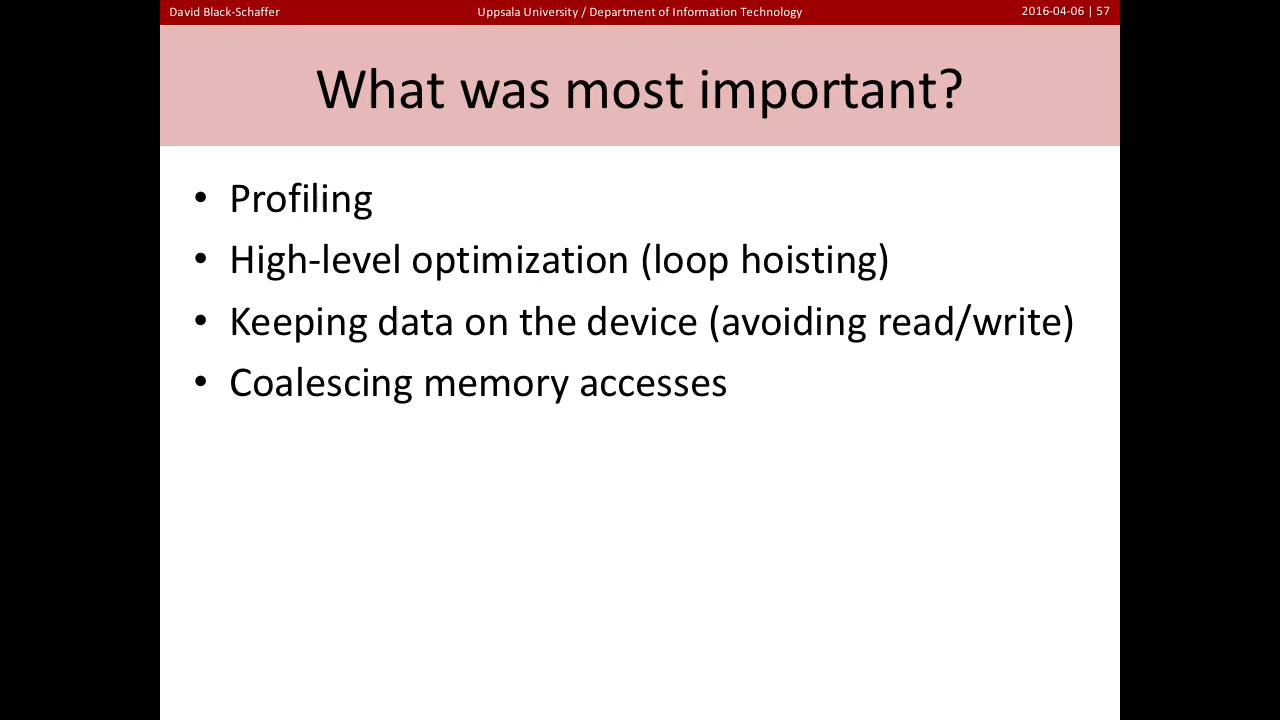 David Black-Schaffer
Uppsala University / Department of Information Technology
2016-04-06 | 57
What was most important?
• Profiling
• High-level optimization (loop hoisting)
• Keeping data on the device (avoiding read/write)
• Coalescing memory accesses